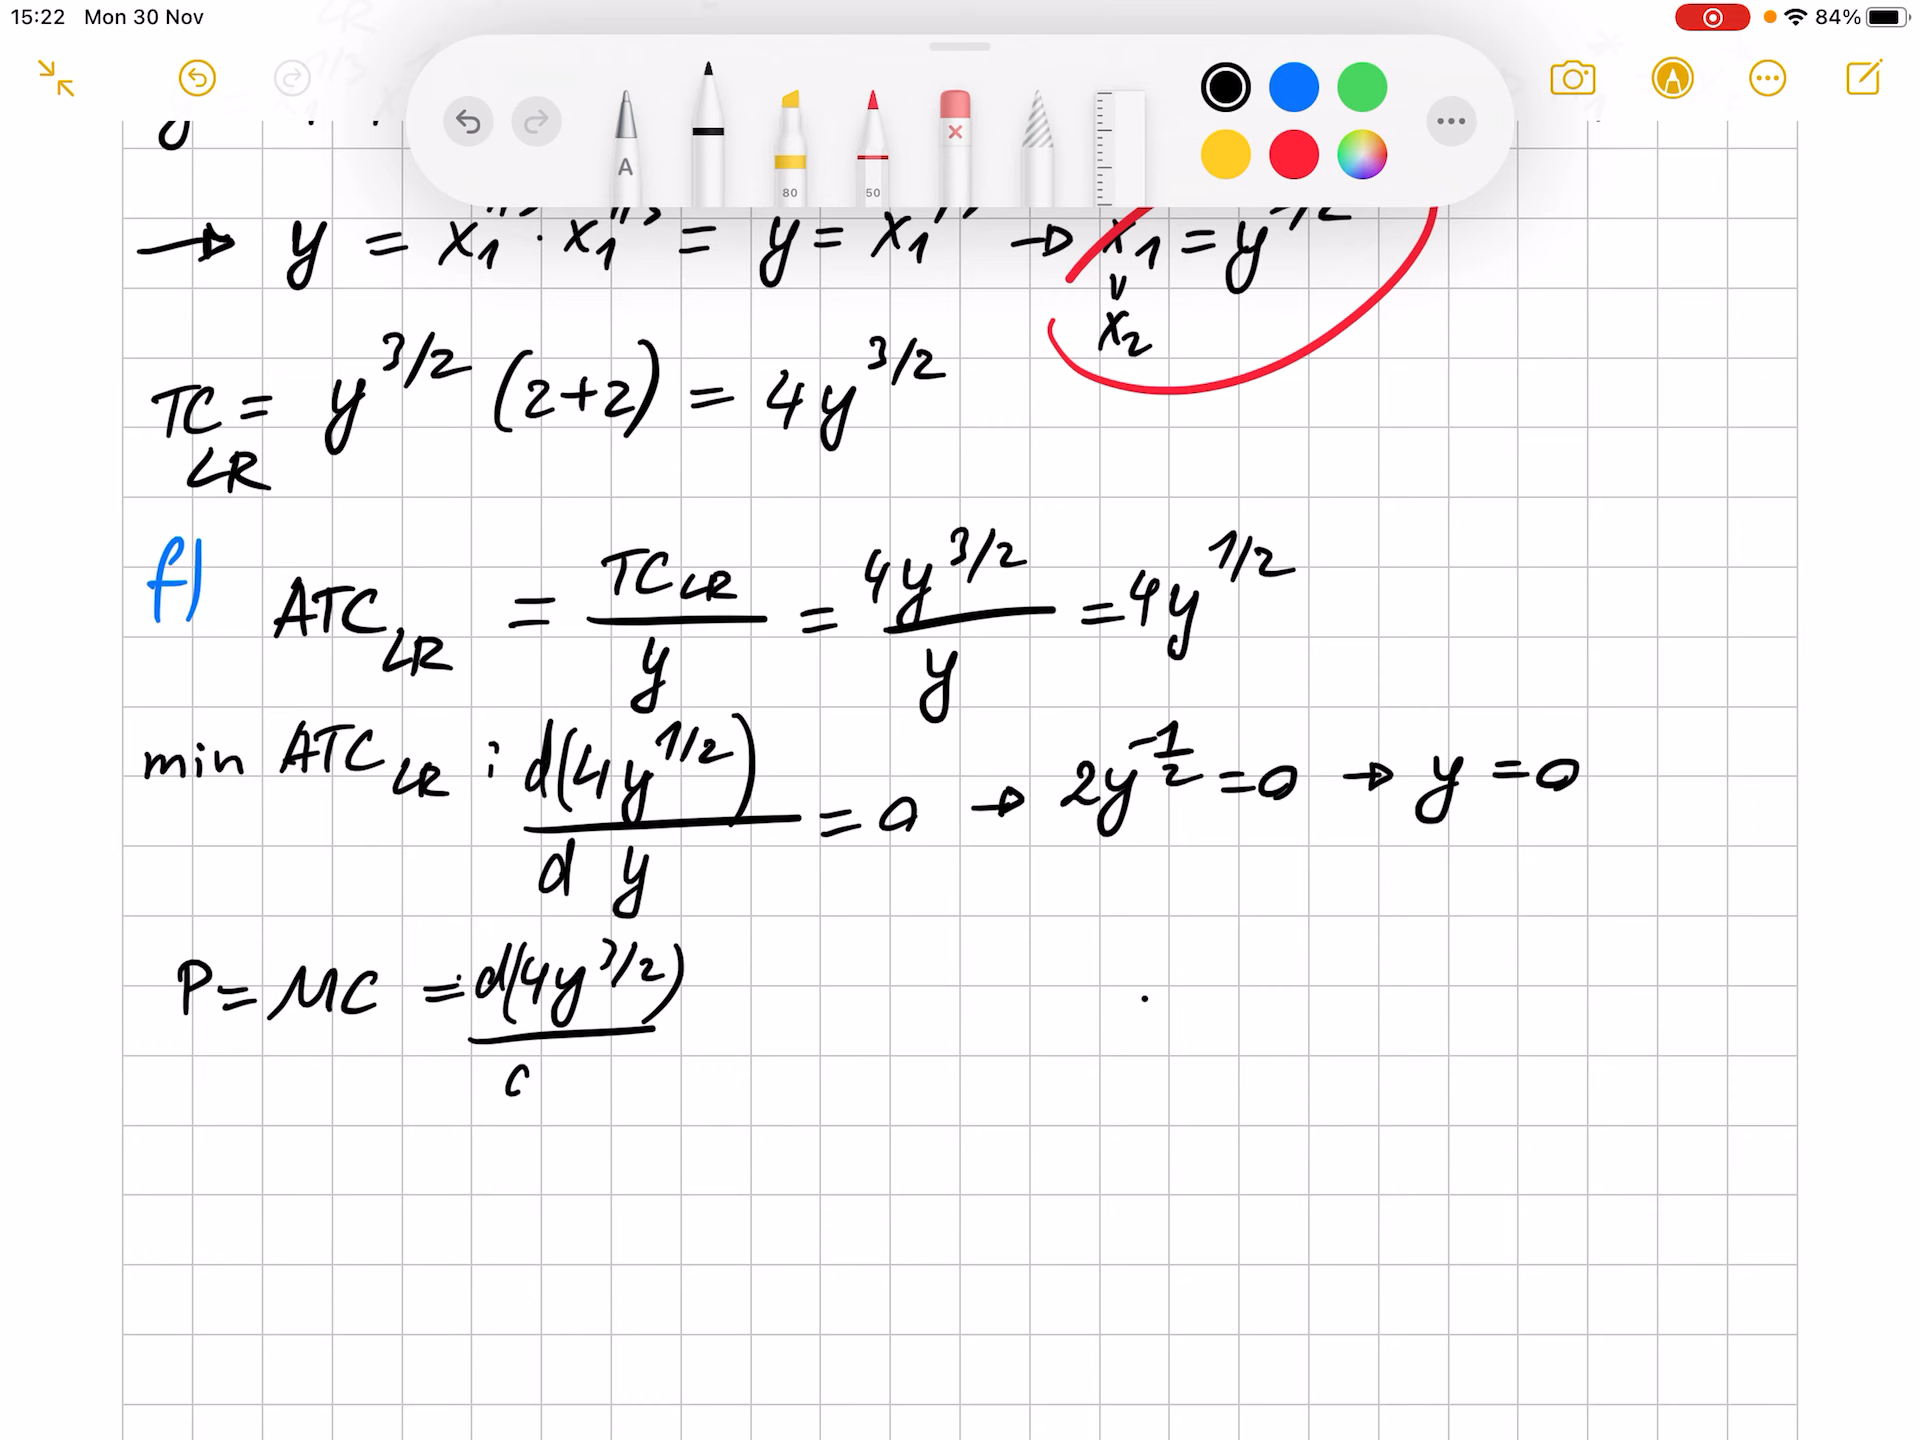 15:22 Mon 30 Nov 84%
A 80 50
→ y = x₁ · x₁ = y = x₁ → x₁ = y
x₂
TC = y^3/2 (2+2) = 4y^3/2
LR
f) ATC_LR = TC_LR / y = 4y^3/2 / y = 4y^1/2
min ATC_LR : d(4y^1/2) / d y = 0 → 2y^-1/2 = 0 → y = 0
P = MC = d(4y^3/2)